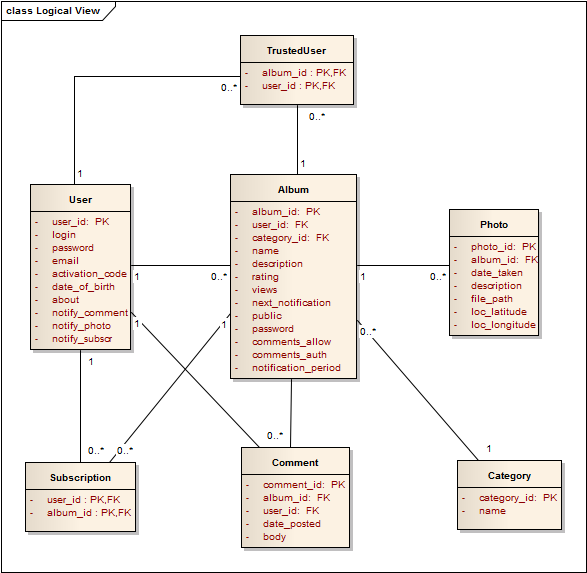 class Logical View
TrustedUser
- album_id : PK,FK
- user_id : PK,FK
0..*
0..*
1
1
User
- user_id: PK
- login
- password
- email
- activation_code
- date_of_birth
- about
- notify_comment
- notify_photo
- notify_subscr
Album
- album_id: PK
- user_id: FK
- category_id: FK
- name
- description
- rating
- views
- next_notification
- public
- password
- comments_allow
- comments_auth
- notification_period
Photo
- photo_id: PK
- album_id: FK
- date_taken
- description
- file_path
- loc_latitude
- loc_longitude
1
0..*
1
0..*
1
1
0..*
1
0..*
0..*
0..*
1
Subscription
- user_id : PK,FK
- album_id : PK,FK
Comment
- comment_id: PK
- album_id: FK
- user_id: FK
- date_posted
- body
Category
- category_id: PK
- name